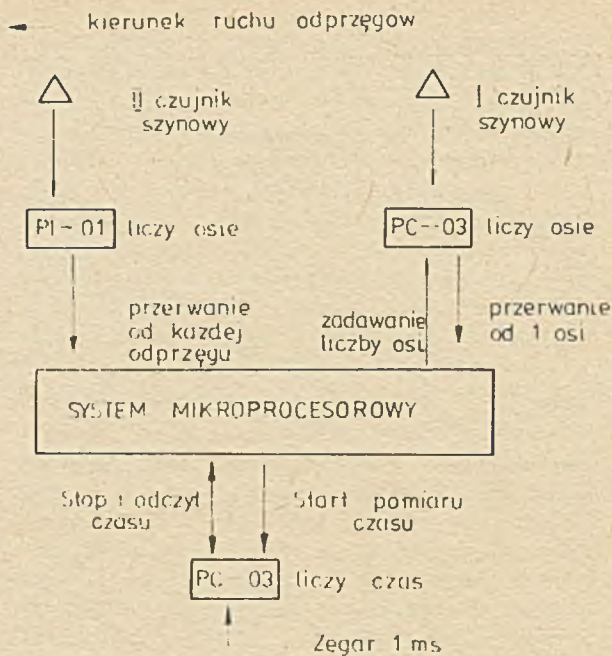 kierunek ruchu odprzęgów
II czujnik
szynowy
I czujnik
szynowy
PI-01 liczy osie
PC-03 liczy osie
przerwanie
od każdej
odprzęgu
zadawanie
liczby osi
przerwanie
od 1 osi
SYSTEM MIKROPROCESOROWY
Stop i odczyt
czasu
Start pomiaru
czasu
PC 03 liczy czas
Zegar 1 ms